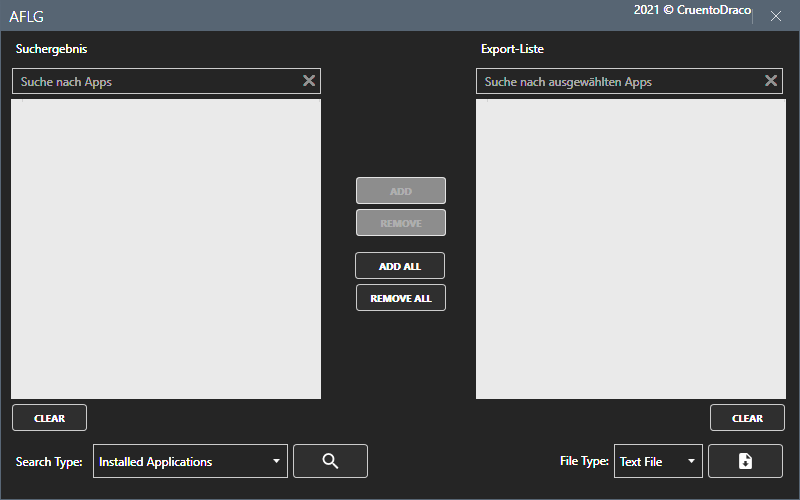 AFLG
2021 © CruentoDraco
Suchergebnis
Export-Liste
Suche nach Apps
Suche nach ausgewählten Apps
ADD
REMOVE
ADD ALL
REMOVE ALL
CLEAR
CLEAR
Search Type:
Installed Applications
File Type:
Text File